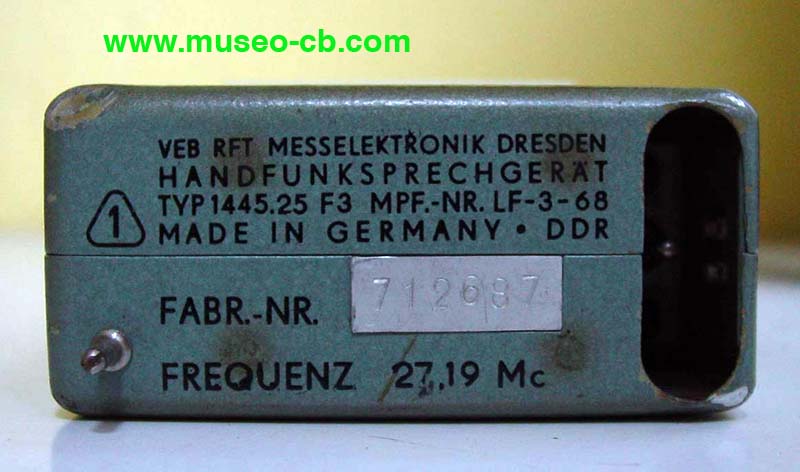 www.museo-cb.com
VEB RFT MESSELEKTRONIK DRESDEN
HANDFUNKSPRECHGERÄT
TYP 1445.25 F3 MPF.-NR. LF-3-68
1 MADE IN GERMANY • DDR
FABR.-NR. 712687
FREQUENZ 27,19 Mc